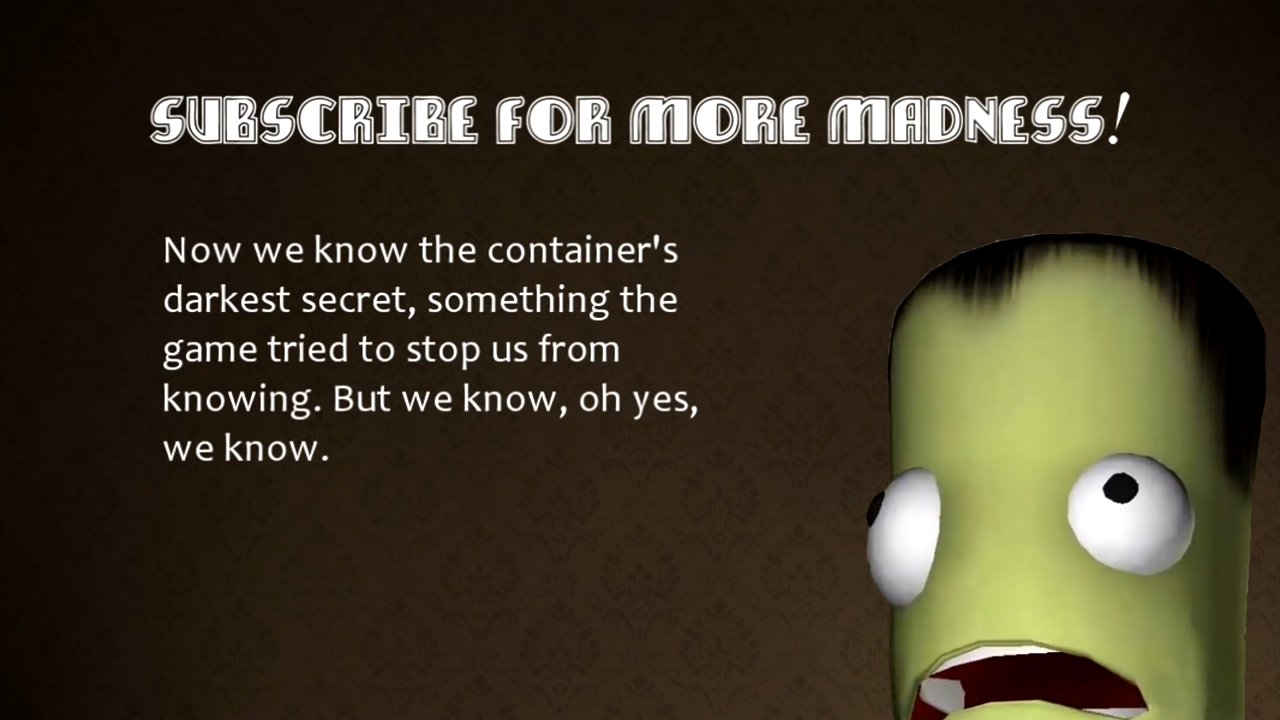 SUBSCRIBE FOR MORE MADNESS!
Now we know the container's
darkest secret, something the
game tried to stop us from
knowing. But we know, oh yes,
we know.